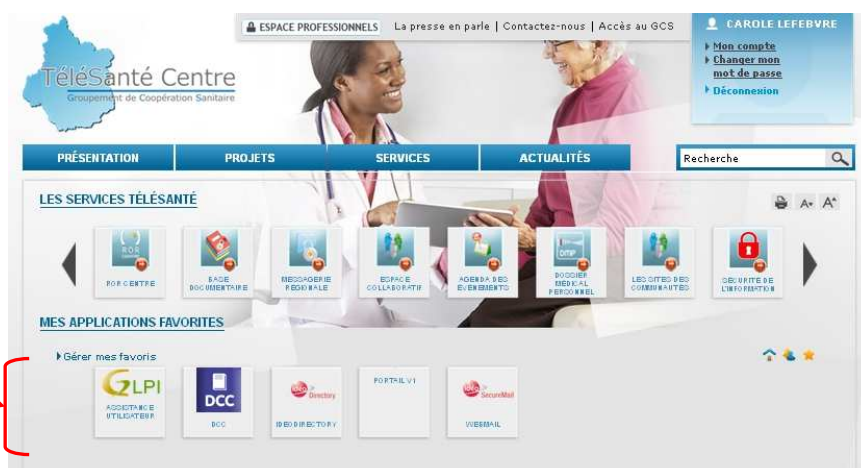 ESPACE PROFESSIONNELS
La presse en parle | Contactez-nous | Accès au GCS
CAROLE LEFEBVRE
Mon compte
Changer mon
mot de passe
Déconnexion
TéléSanté Centre
Groupement de Coopération Sanitaire
PRÉSENTATION
PROJETS
SERVICES
ACTUALITÉS
Recherche
LES SERVICES TÉLÉSANTÉ
A- A+
ROR
ROR CENTRE
BASE
DOCUMENTAIRE
MESSAGERIE
RÉGIONALE
ESPACE
COLLABORATIF
AGENDA DES
ÉVÉNEMENTS
DMP
DOSSIER
MÉDICAL
PERSONNEL
LES SITES DES
COMMUNAUTÉS
SÉCURITÉ DE
L'INFORMATION
MES APPLICATIONS FAVORITES
Gérer mes favoris
GLPI
ASSISTANCE
UTILISATEUR
DCC
DCC
Directory
IDEODIRECTORY
PORTAIL V1
SecureMail
WEBMAIL